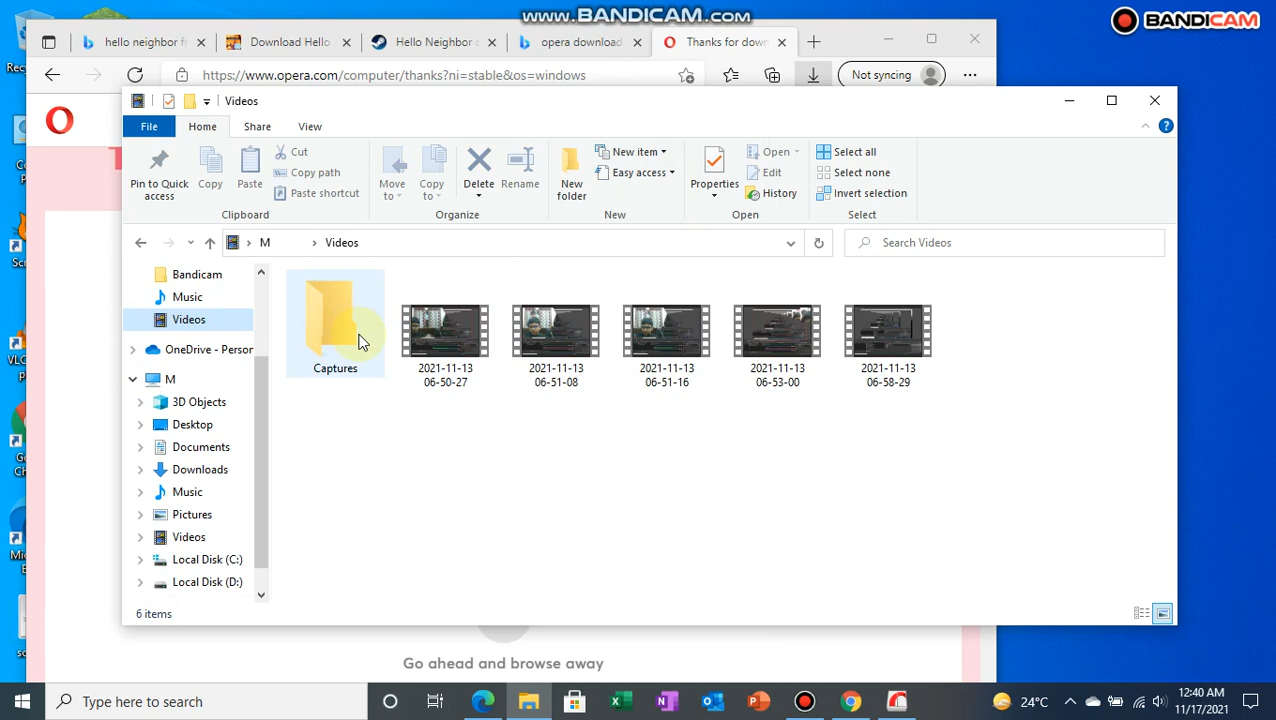 www.BANDICAM.com
BANDICAM
hello neighbor fr
Download Hello
Hello Neighbor o
opera download
Thanks for down
https://www.opera.com/computer/thanks?ni=stable&os=windows
Not syncing
Videos
File
Home
Share
View
Pin to Quick access
Copy
Paste
Cut
Copy path
Paste shortcut
Move to
Copy to
Delete
Rename
New folder
New item
Easy access
Properties
Open
Edit
History
Select all
Select none
Invert selection
Clipboard
Organize
New
Open
Select
M
Videos
Search Videos
Bandicam
Music
Videos
OneDrive - Person
M
3D Objects
Desktop
Documents
Downloads
Music
Pictures
Videos
Local Disk (C:)
Local Disk (D:)
Captures
2021-11-13
06-50-27
2021-11-13
06-51-08
2021-11-13
06-51-16
2021-11-13
06-53-00
2021-11-13
06-58-29
6 items
Go ahead and browse away
Type here to search
24°C
12:40 AM
11/17/2021